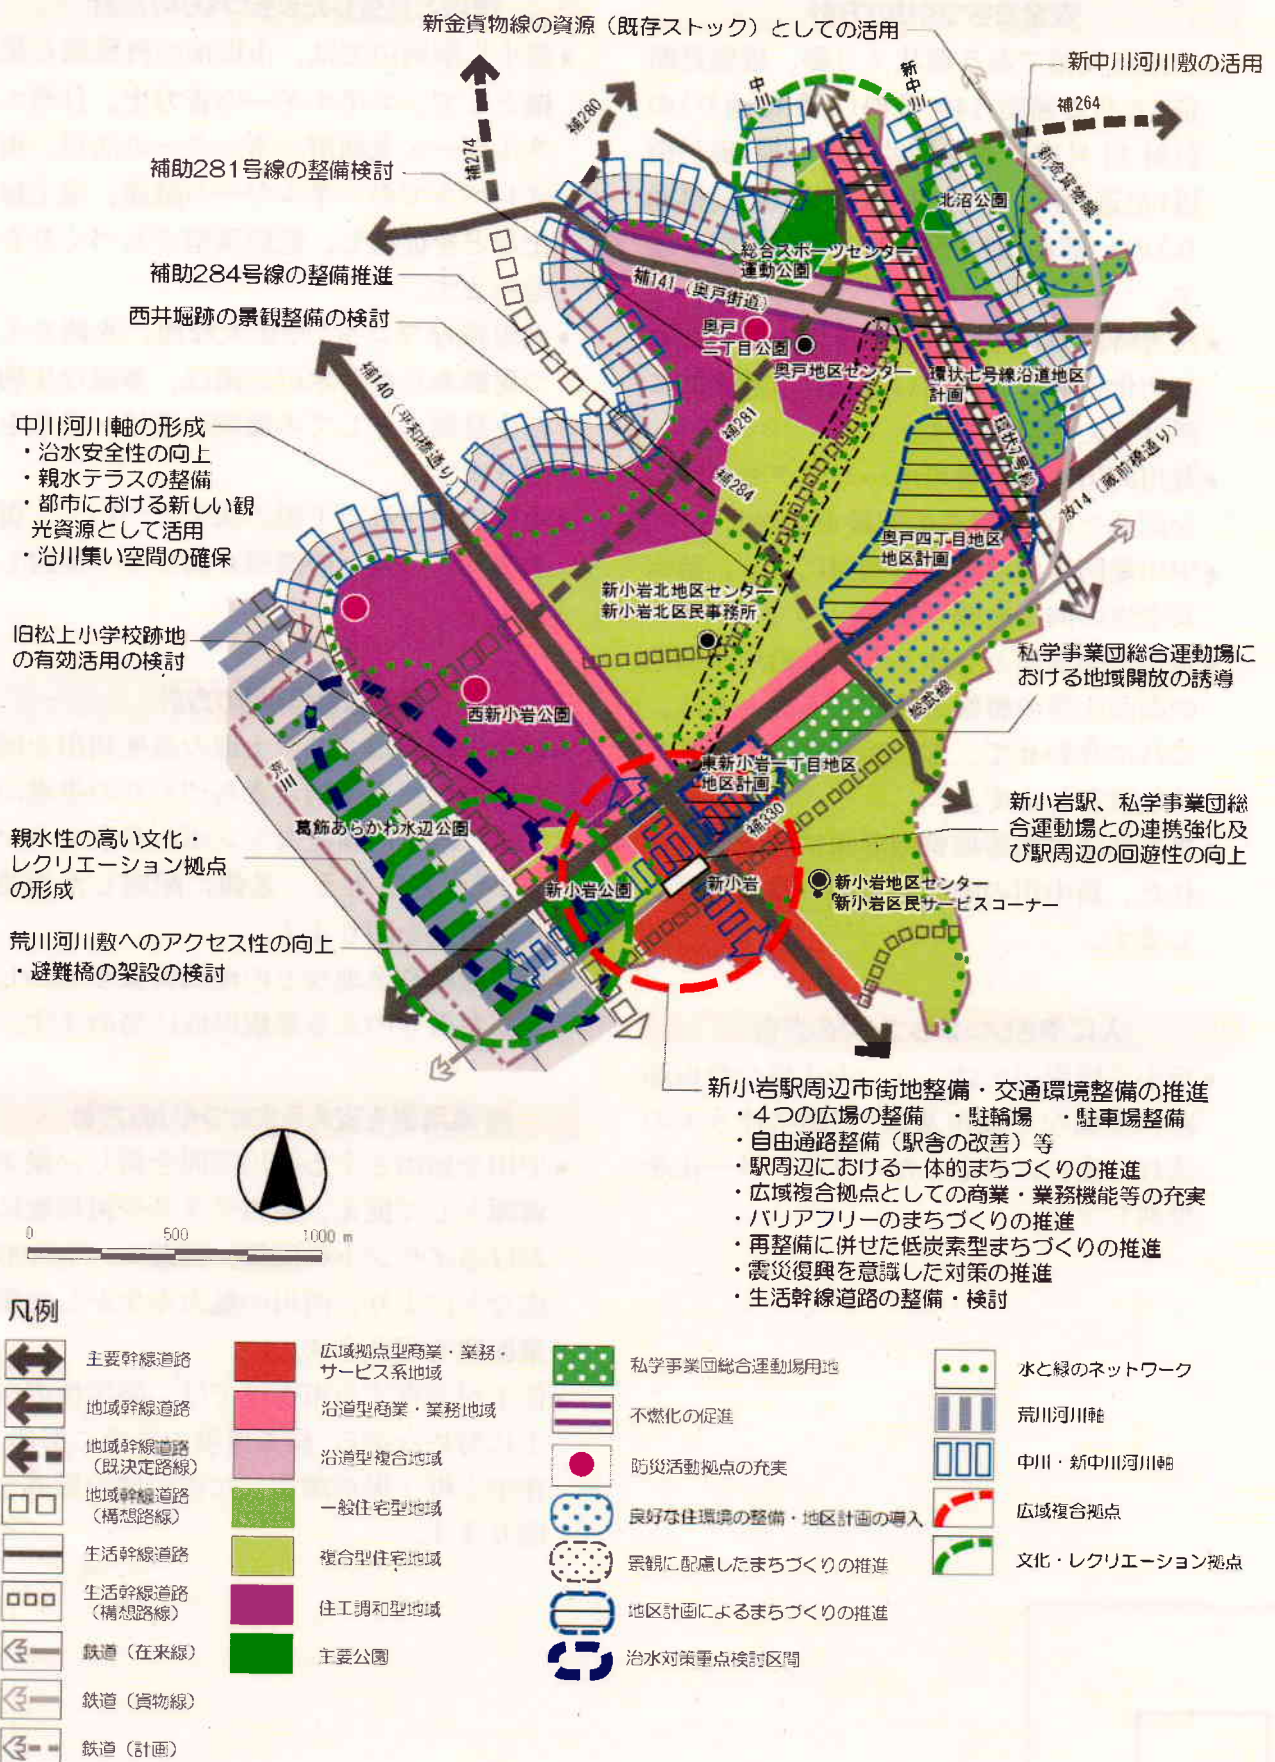 新金貨物線の資源（既存ストック）としての活用
新中川河川敷の活用
中川
新中川
補264
補280
補274
新金貨物線
補助281号線の整備検討
北沼公園
総合スポーツセンター
運動公園
補助284号線の整備推進
補141（奥戸街道）
西井堀跡の景観整備の検討
奥戸
二丁目公園
奥戸地区センター
環状七号線沿道地区
計画
補140（平和橋通り）
補281
環状7号線
放14（蔵前橋通り）
中川河川軸の形成
・治水安全性の向上
・親水テラスの整備
・都市における新しい観
光資源として活用
・沿川集い空間の確保
補284
奥戸四丁目地区
地区計画
新小岩北地区センター
新小岩北区民事務所
旧松上小学校跡地
の有効活用の検討
私学事業団総合運動場に
おける地域開放の誘導
総武線
西新小岩公園
荒川
東新小岩一丁目地区
地区計画
補330
新小岩駅、私学事業団総
合運動場との連携強化及
び駅周辺の回遊性の向上
葛飾あらかわ水辺公園
親水性の高い文化・
レクリエーション拠点
の形成
新小岩公園
新小岩
新小岩地区センター
新小岩区民サービスコーナー
荒川河川敷へのアクセス性の向上
・避難橋の架設の検討
新小岩駅周辺市街地整備・交通環境整備の推進
・4つの広場の整備　・駐輪場　・駐車場整備
・自由通路整備（駅舎の改善）等
・駅周辺における一体的まちづくりの推進
・広域複合拠点としての商業・業務機能等の充実
・バリアフリーのまちづくりの推進
・再整備に併せた低炭素型まちづくりの推進
・震災復興を意識した対策の推進
・生活幹線道路の整備・検討
0 500 1000 m
凡例
主要幹線道路
地域幹線道路
地域幹線道路
（既決定路線）
地域幹線道路
（構想路線）
生活幹線道路
生活幹線道路
（構想路線）
鉄道（在来線）
鉄道（貨物線）
鉄道（計画）
広域拠点型商業・業務・
サービス系地域
沿道型商業・業務地域
沿道型複合地域
一般住宅型地域
複合型住宅地域
住工調和型地域
主要公園
私学事業団総合運動場用地
不燃化の促進
防災活動拠点の充実
良好な住環境の整備・地区計画の導入
景観に配慮したまちづくりの推進
地区計画によるまちづくりの推進
治水対策重点検討区間
水と緑のネットワーク
荒川河川軸
中川・新中川河川軸
広域複合拠点
文化・レクリエーション拠点